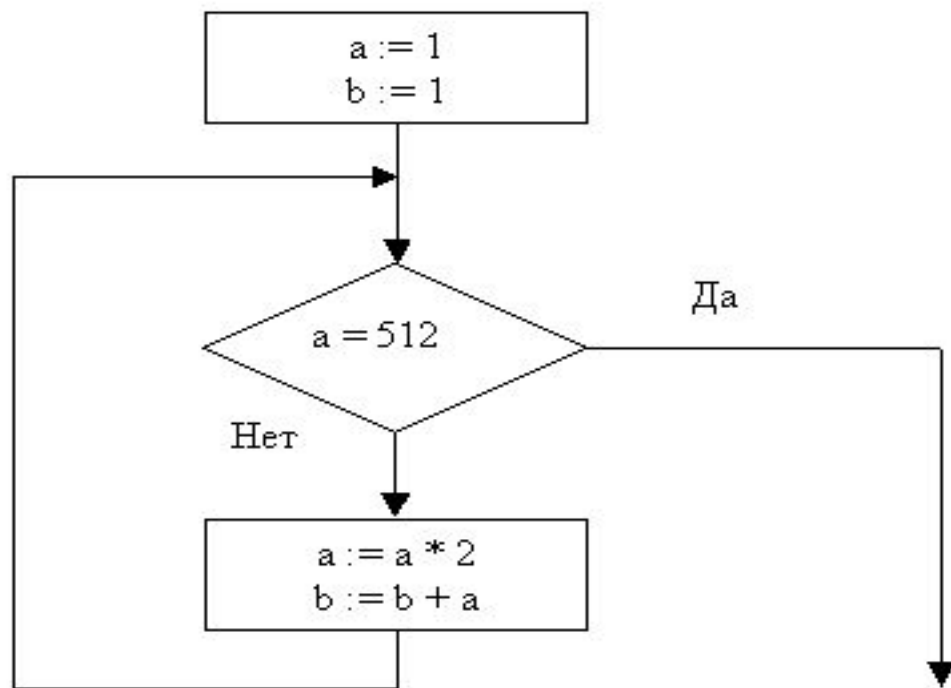 a := 1
b := 1
a = 512
Да
Нет
a := a * 2
b := b + a